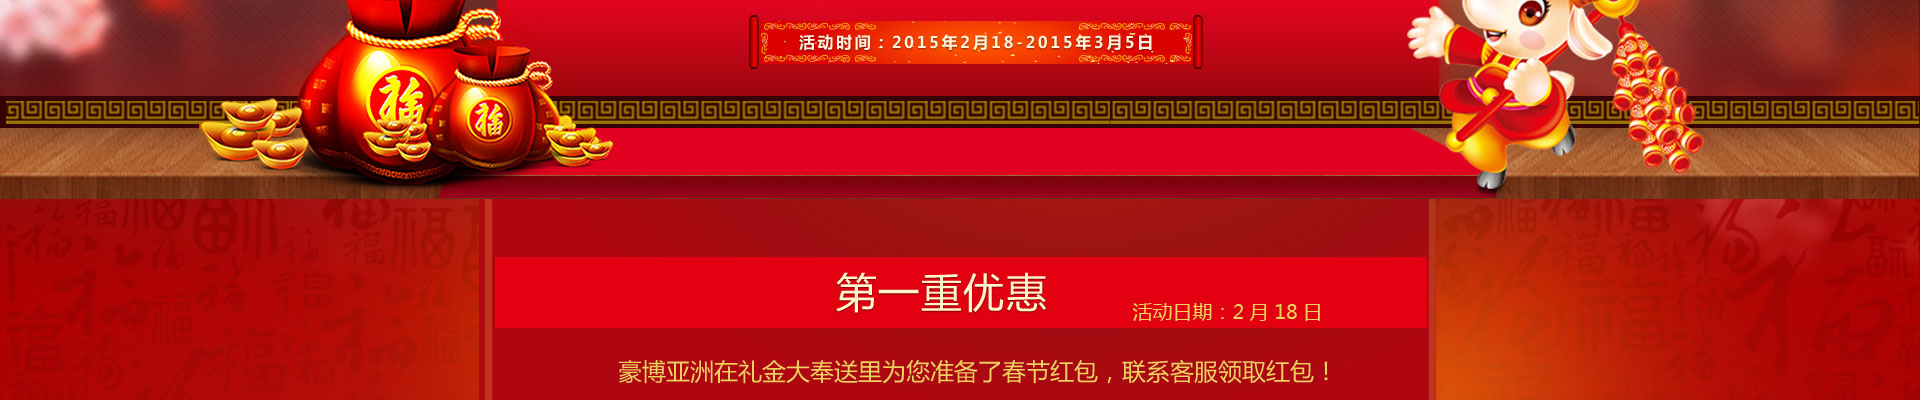 活动时间：2015年2月18-2015年3月5日
福
福
第一重优惠
活动日期：2 月 18 日
豪博亚洲在礼金大奉送里为您准备了春节红包，联系客服领取红包！